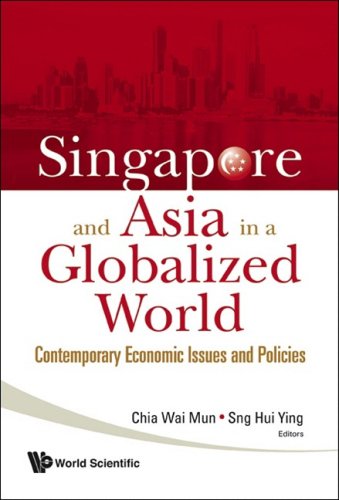 Singapore
and Asia in a
Globalized
World
Contemporary Economic Issues and Policies
Chia Wai Mun • Sng Hui Ying
Editors
World Scientific